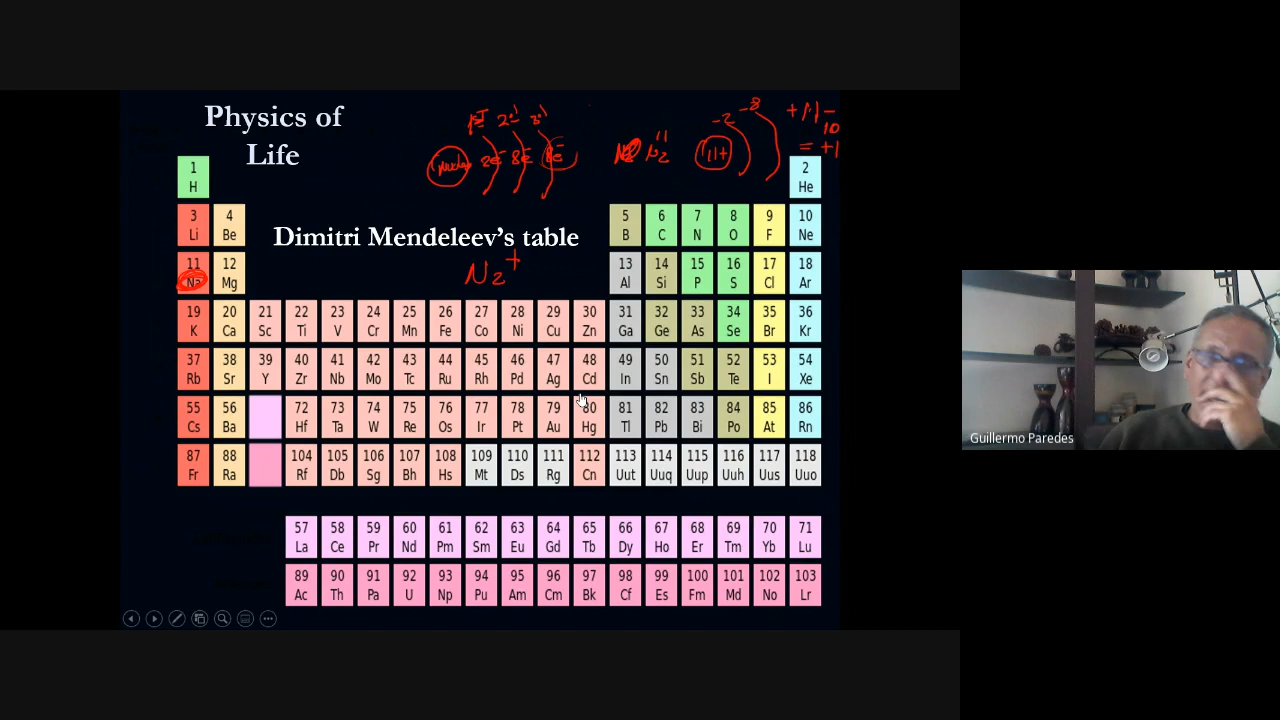 Physics of
Life
1st 2nd 3rd
-2 -8 +11-
10
= +1
2e- 8e- 8e-
11+
Na 11
1 H 2 He
3 Li 4 Be 5 B 6 C 7 N 8 O 9 F 10 Ne
Dimitri Mendeleev's table
Na+
11 Na 12 Mg 13 Al 14 Si 15 P 16 S 17 Cl 18 Ar
19 K 20 Ca 21 Sc 22 Ti 23 V 24 Cr 25 Mn 26 Fe 27 Co 28 Ni 29 Cu 30 Zn 31 Ga 32 Ge 33 As 34 Se 35 Br 36 Kr
37 Rb 38 Sr 39 Y 40 Zr 41 Nb 42 Mo 43 Tc 44 Ru 45 Rh 46 Pd 47 Ag 48 Cd 49 In 50 Sn 51 Sb 52 Te 53 I 54 Xe
55 Cs 56 Ba 72 Hf 73 Ta 74 W 75 Re 76 Os 77 Ir 78 Pt 79 Au 80 Hg 81 Tl 82 Pb 83 Bi 84 Po 85 At 86 Rn
87 Fr 88 Ra 104 Rf 105 Db 106 Sg 107 Bh 108 Hs 109 Mt 110 Ds 111 Rg 112 Cn 113 Uut 114 Uuq 115 Uup 116 Uuh 117 Uus 118 Uuo
57 La 58 Ce 59 Pr 60 Nd 61 Pm 62 Sm 63 Eu 64 Gd 65 Tb 66 Dy 67 Ho 68 Er 69 Tm 70 Yb 71 Lu
89 Ac 90 Th 91 Pa 92 U 93 Np 94 Pu 95 Am 96 Cm 97 Bk 98 Cf 99 Es 100 Fm 101 Md 102 No 103 Lr
Guillermo Paredes